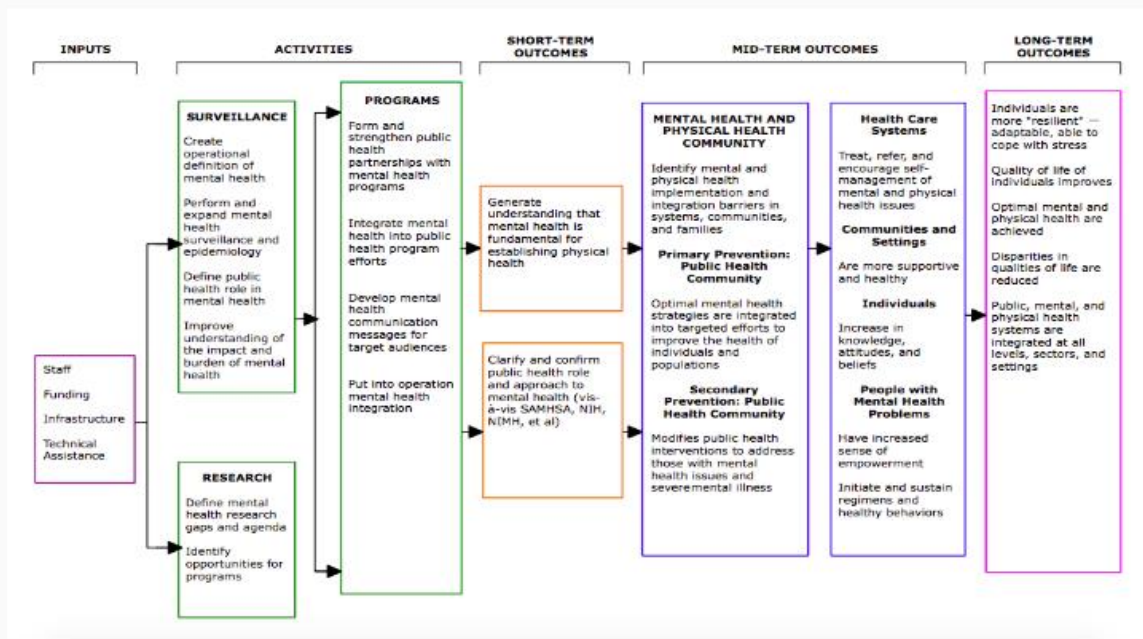 INPUTS
ACTIVITIES
SHORT-TERM
OUTCOMES
MID-TERM OUTCOMES
LONG-TERM
OUTCOMES
Staff
Funding
Infrastructure
Technical
Assistance
SURVEILLANCE
Create
operational
definition of
mental health
Perform and
expand mental
health
surveillance and
epidemiology
Define public
health role in
mental health
Improve
understanding of
the impact and
burden of mental
health
RESEARCH
Define mental
health research
gaps and agenda
Identify
opportunities for
programs
PROGRAMS
Form and
strengthen public
health
partnerships with
mental health
programs
Integrate mental
health into public
health program
efforts
Develop mental
health
communication
messages for
target audiences
Put into operation
mental health
integration
Generate
understanding that
mental health is
fundamental for
establishing physical
health
Clarify and confirm
public health role
and approach to
mental health (vis-
à-vis SAMHSA, NIH,
NIMH, et al)
MENTAL HEALTH AND
PHYSICAL HEALTH
COMMUNITY
Identify mental and
physical health
implementation and
integration barriers in
systems, communities,
and families
Primary Prevention:
Public Health
Community
Optimal mental health
strategies are integrated
into targeted efforts to
improve the health of
individuals and
populations
Secondary
Prevention: Public
Health Community
Modifies public health
interventions to address
those with mental
health issues and
severemental illness
Health Care
Systems
Treat, refer, and
encourage self-
management of
mental and physical
health issues
Communities and
Settings
Are more supportive
and healthy
Individuals
Increase in
knowledge,
attitudes, and
beliefs
People with
Mental Health
Problems
Have increased
sense of
empowerment
Initiate and sustain
regimens and
healthy behaviors
Individuals are
more "resilient" —
adaptable, able to
cope with stress
Quality of life of
individuals improves
Optimal mental and
physical health are
achieved
Disparities in
qualities of life are
reduced
Public, mental, and
physical health
systems are
integrated at all
levels, sectors, and
settings